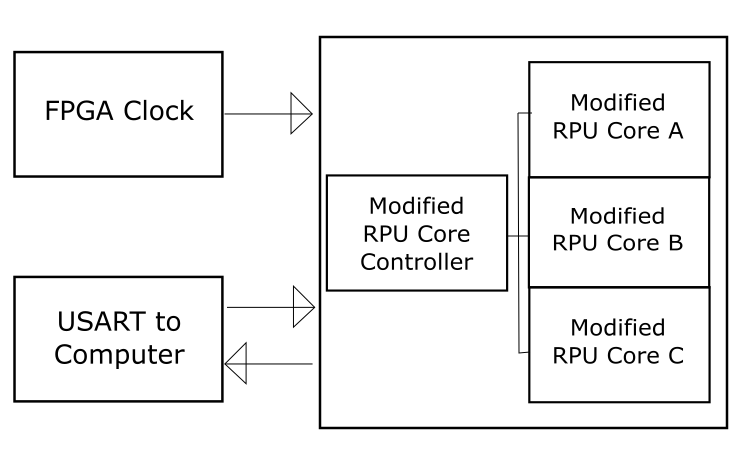 FPGA Clock
Modified
RPU Core A
Modified
RPU Core Controller
Modified
RPU Core B
USART to
Computer
Modified
RPU Core C